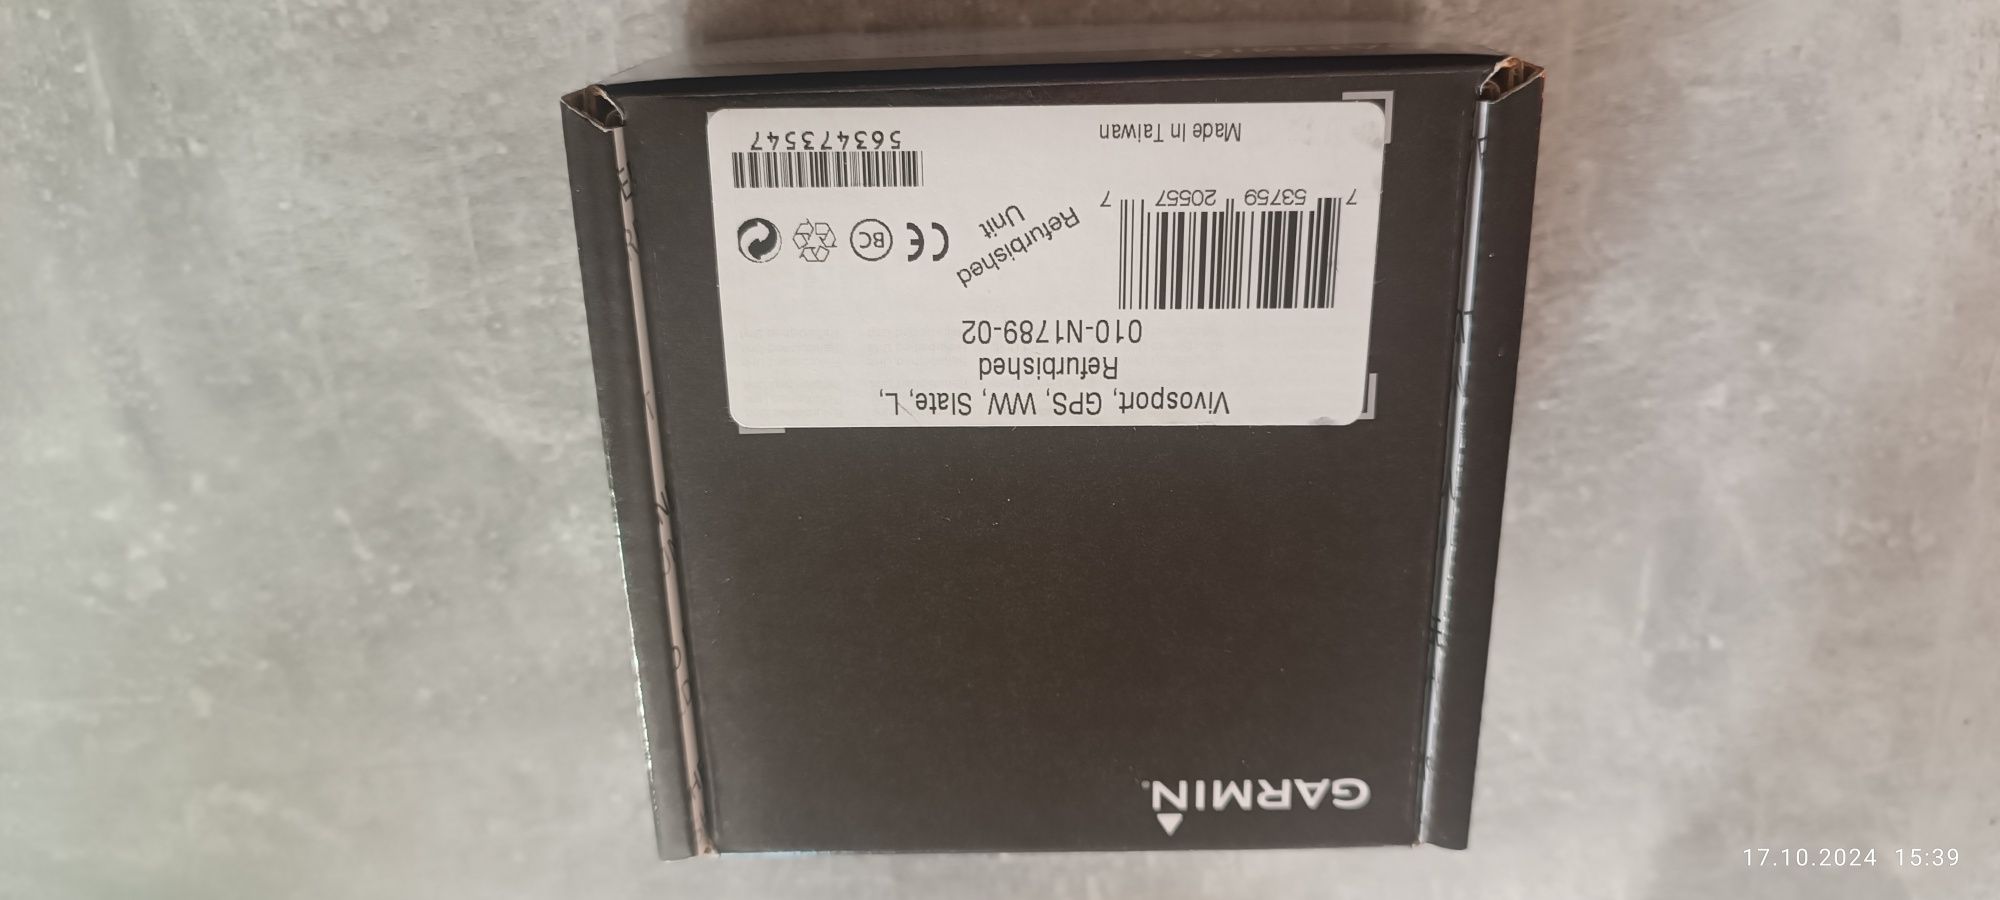 GARMIN
Vivosport, GPS, WW, Slate, L,
Refurbished
010-N1789-02
7 53759 20557 7
Refurbished
Unit
CE
BC
Made In Taiwan
563473547
17.10.2024 15:39